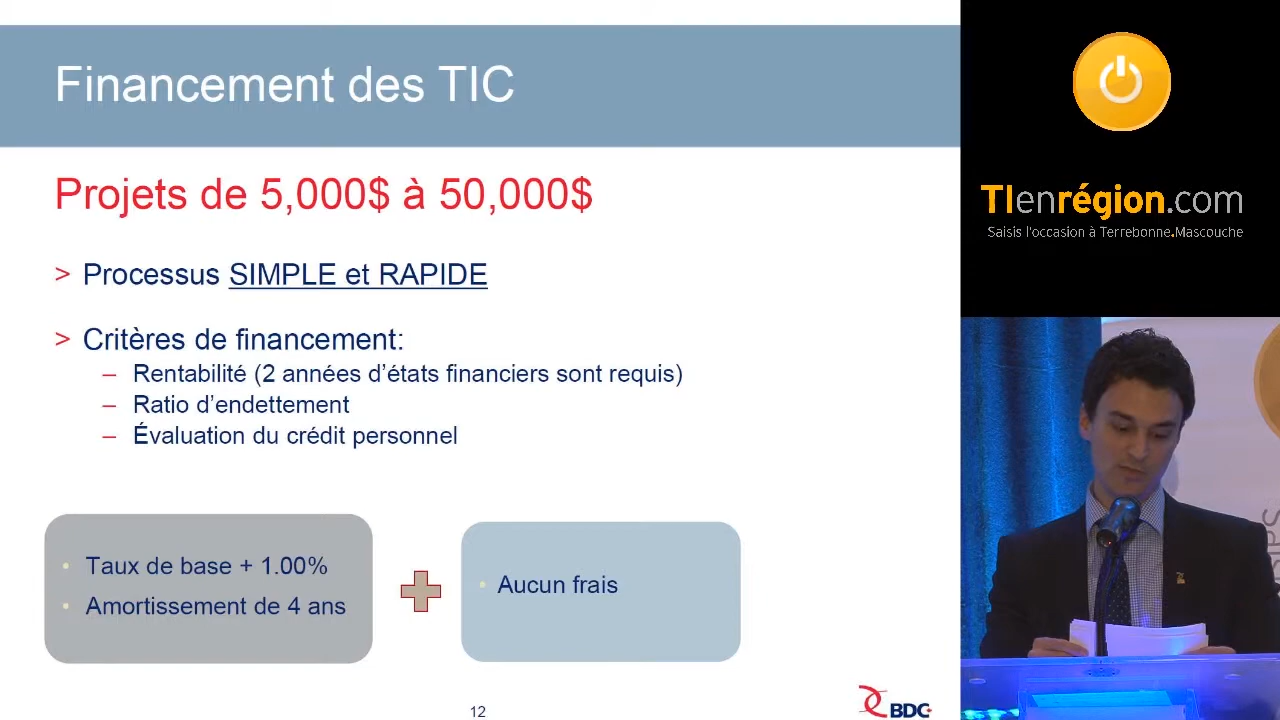 Financement des TIC
Projets de 5,000$ à 50,000$
> Processus SIMPLE et RAPIDE
> Critères de financement:
– Rentabilité (2 années d’états financiers sont requis)
– Ratio d’endettement
– Évaluation du crédit personnel
• Taux de base + 1.00%
• Amortissement de 4 ans
• Aucun frais
12
BDC
TIenrégion.com
Saisis l'occasion à Terrebonne.Mascouche